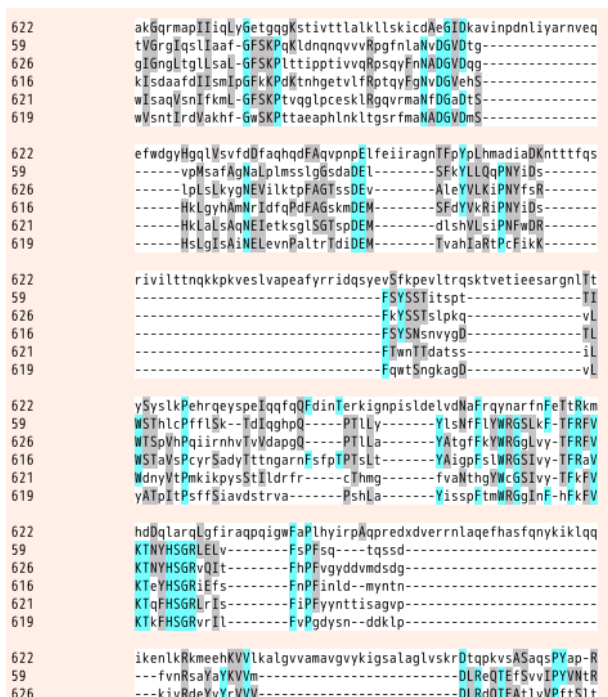 622 akGqrmapIIiqLyGetgqgKstivttlalkllskicdAeGIDkavinpdnliyarnveq
59 tVGrgIqslIaaf-GFSKPqKldnqnqvvvRpgfnlaNvDGVDtg---------------
626 gIGngLtglLsaL-GFSKPlttipptivvqRpsqyFnNADGVDqg---------------
616 kIsdaafdIIsmIpGFkKPdKtnhgetvlfRptqyFgNvDGVehS---------------
621 wIsaqVsnIfkmL-GFSKPtvqglpcesklRgqvrmaNfDGaDtS---------------
619 wVsntIrdVakhf-GwSKPttaeaphlnkltgsrfmaNADGVDmS---------------
622 efwdgyHgqlVsvfdDfaqhqdFAqvpnpElfeiiragnTFpYpLhmadiaDKntttfqs
59 ------vpMsafAgNaLplmsslgGsdaDEl-------SFkYLLQqPNYiDs--------
626 ------lpLsLkygNEVilktpFAGTssDEv-------AleYVLKiPNYfsR--------
616 ------HkLgyhAmNrIdfqPdFAGskmDEM-------SFdYVkRiPNYiDs--------
621 ------HkLaLsAqNEIetksglSGTspDEM-------dlshVLsiPNFwDR--------
619 ------HsLgIsAiNELevnPaltrTdiDEM-------TvahIaRtPcFikK--------
622 rivilttnqkkpkveslvapeafyrridqsyevSfkpevltrqsktvetieesargnlTt
59 --------------------------------FSYSSTitspt---------------TI
626 --------------------------------FkYSSTslpkq---------------vL
616 --------------------------------FSYSNsnvygD---------------TL
621 --------------------------------FTwnTTdatss---------------iL
619 --------------------------------FqwtSngkagD---------------vL
622 ySyslkPehrqeyspeIqqfqQFdinTerkignpisldelvdNaFrqynarfnFeTtRkm
59 WSThlcPfflSk--TdIqghpQ-----PTlLy------YlsNfFlYWRGSLkF-TFRFV
626 WTSpVhPqiirnhvTvVdapgQ-----PTlLa------YAtgfFkYWRGgLvy-TFRFV
616 WSTaVsPcyrSadyTttngarnFsfpTPTsLt------YAigpFslWRGSIvy-TFRaV
621 WdnyVtPmkikpysStIldrfr-----cThmg------fvaNthgYWcGSIvy-TFkFV
619 yATpItPsffSiavdstrva-------PshLa------YisspFtmWRGgInF-HFkFV
622 hdDqlarqLgfiraqpqigwFaPlhyirpAqpredxdverrnlaqefhasfqnykiklqq
59 KTNYHSGRLELv--------FsPFsq----tqssd-------------------------
626 KTNYHSGRvQIt--------FhPFvgyddvmdsdg-------------------------
616 KTeYHSGRiEfs--------FnPFinld--myntn-------------------------
621 KTqFHSGRLrIs--------FiPFyynttisagvp-------------------------
619 KTkFHSGRvrIl--------FvPgdysn--ddklp-------------------------
622 ikenlkRkmeehKVVlkalgvvamavgvykigsalaglvskrDtqpkvsASaqsPYap-R
59 ---fvnRsaYaYKVVm--------------------------DLReQTEfSvvIPYVNtR
626 ---kivRdeYvYrVVV--------------------------DLRdQTEAtLvVPftSlt